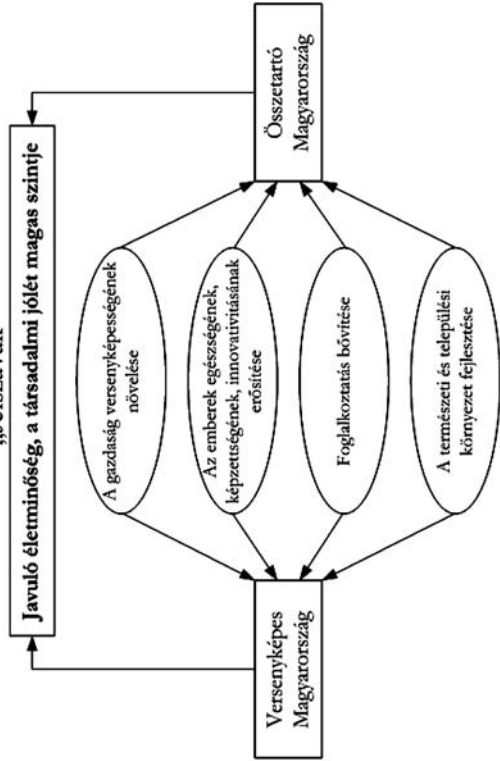 Javuló életminőség, a társadalmi jólét magas szintje
A gazdaság versenyképességének
növelése
Az emberek egészségének,
képzettségének, innovativitásának
erősítése
Foglalkoztatás bővítése
A természeti és települési
környezet fejlesztése
Versenyképes
Magyarország
Összetartó
Magyarország